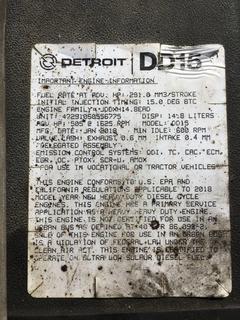 DETROIT DD15
IMPORTANT ENGINE INFORMATION
FUEL RATE AT ADV. HP: 291.0 MM3/STROKE
INITIAL INJECTION TIMING: 15.0 DEG BTC
ENGINE FAMILY: JDDXH14.8EAD
UNIT: DISP: 14.8 LITERS
ADV HP: 505 @ 1625 RPM MODEL: 2015
MFG. DATE: JAN 2018 MIN IDLE: 600 RPM
VALVE LASH: EXHAUST, 0.6 MM INTAKE 0.4 MM
*DELEGATED ASSEMBLY*
EMISSION CONTROL SYSTEMS: DDI, TC, CAC, ECM,
EGR, OC, PTOX, SCR-U, AMOX
FOR USE IN VOCATIONAL OR TRACTOR VEHICLES
THIS ENGINE CONFORMS TO U.S. EPA AND
CALIFORNIA REGULATIONS APPLICABLE TO 2018
MODEL YEAR NEW HEAVY DUTY DIESEL CYCLE
ENGINES. THIS ENGINE HAS A PRIMARY SERVICE
APPLICATION AS A HEAVY HEAVY-DUTY ENGINE.
THIS ENGINE IS NOT CERTIFIED FOR USE IN AN
URBAN BUS AS DEFINED AT 40 CFR 86.093-2.
SALE OF THIS ENGINE FOR USE IN AN URBAN BUS
IS A VIOLATION OF FEDERAL LAW UNDER THE
CLEAN AIR ACT. THIS ENGINE IS CERTIFIED TO
OPERATE ON ULTRA LOW SULFUR DIESEL FUEL.